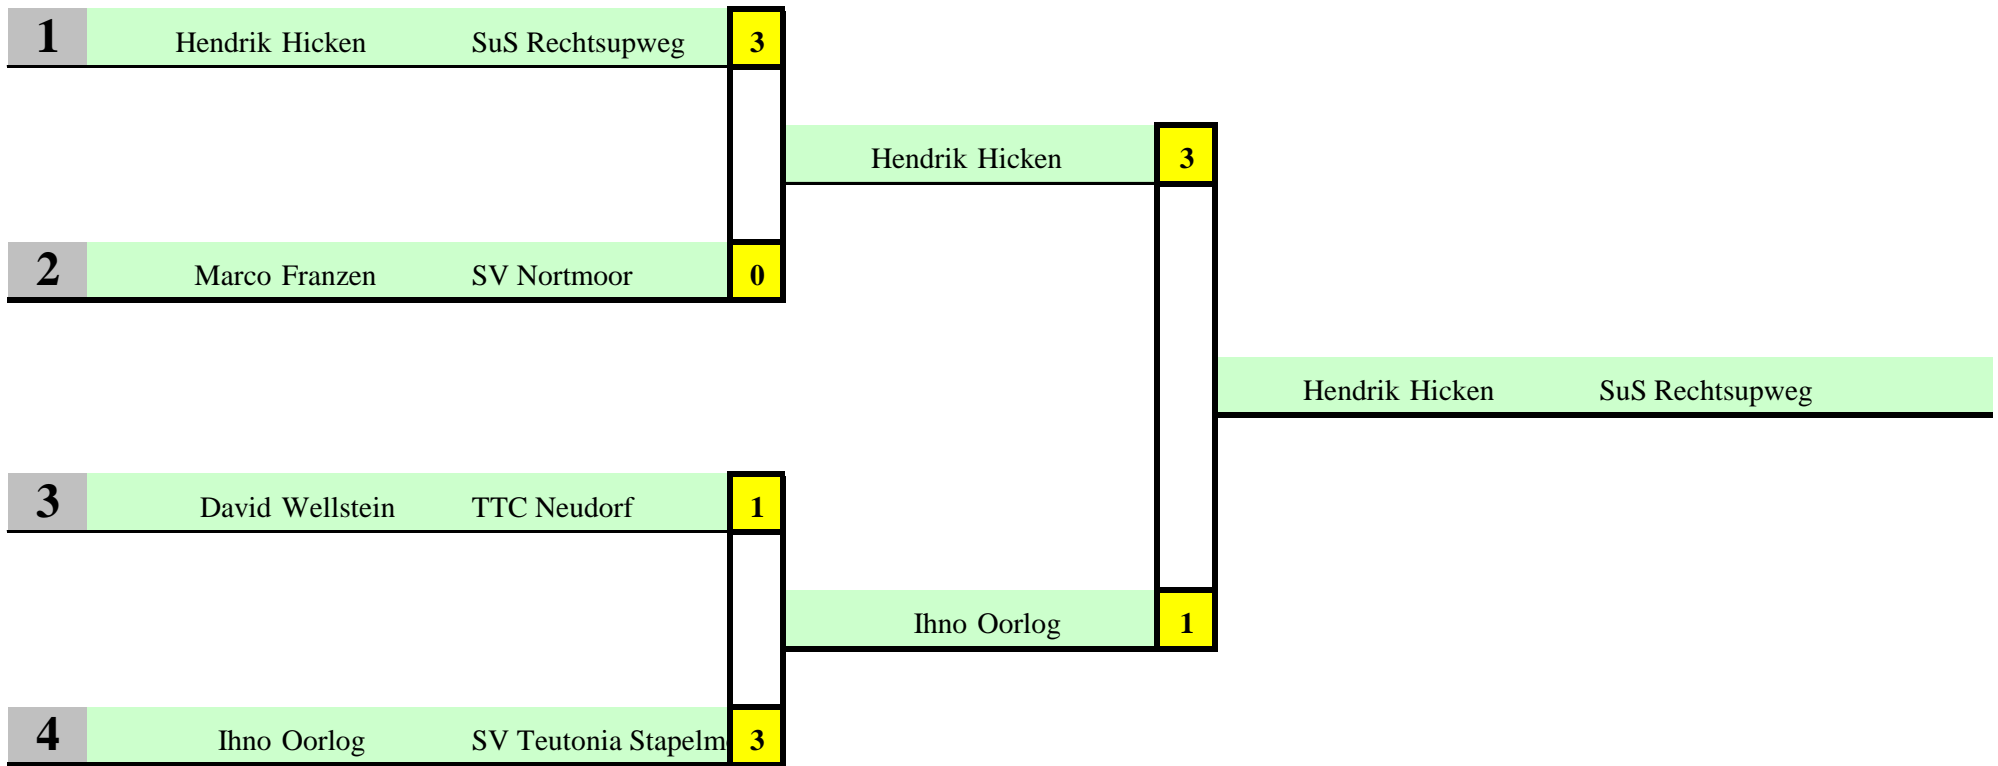 1 Hendrik Hicken SuS Rechtsupweg 3
Hendrik Hicken 3
2 Marco Franzen SV Nortmoor 0
Hendrik Hicken SuS Rechtsupweg
3 David Wellstein TTC Neudorf 1
Ihno Oorlog 1
4 Ihno Oorlog SV Teutonia 3